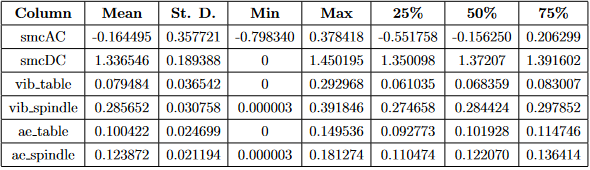 Column Mean St. D. Min Max 25% 50% 75%
smcAC -0.164495 0.357721 -0.798340 0.378418 -0.551758 -0.156250 0.206299
smcDC 1.336546 0.189388 0 1.450195 1.350098 1.37207 1.391602
vib_table 0.079484 0.036542 0 0.292968 0.061035 0.068359 0.083007
vib_spindle 0.285652 0.030758 0.000003 0.391846 0.274658 0.284424 0.297852
ae_table 0.100422 0.024699 0 0.149536 0.092773 0.101928 0.114746
ae_spindle 0.123872 0.021194 0.000003 0.181274 0.110474 0.122070 0.136414